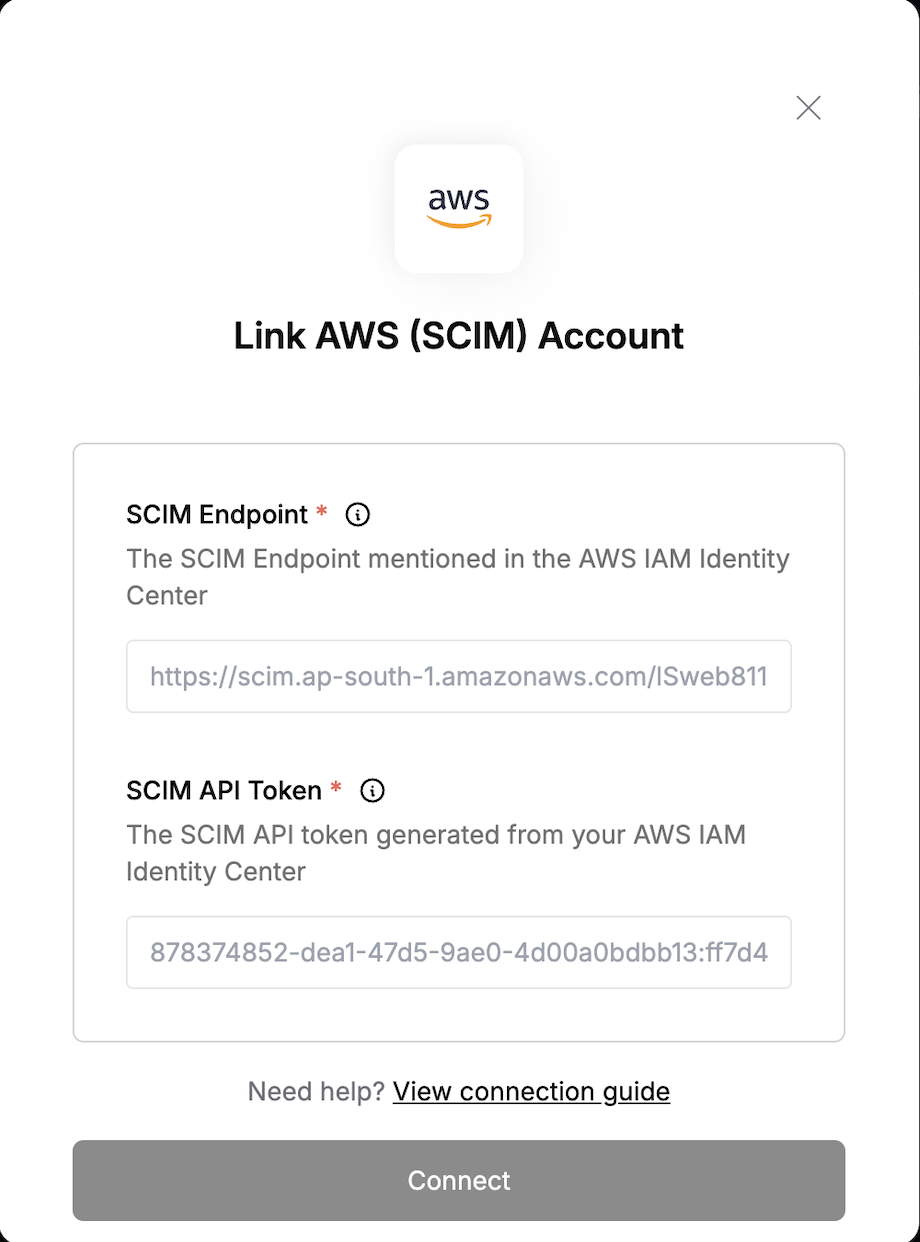 aws
Link AWS (SCIM) Account
SCIM Endpoint *
The SCIM Endpoint mentioned in the AWS IAM Identity
Center
https://scim.ap-south-1.amazonaws.com/ISweb811
SCIM API Token *
The SCIM API token generated from your AWS IAM
Identity Center
878374852-dea1-47d5-9ae0-4d00a0bdbb13:ff7d4
Need help? View connection guide
Connect